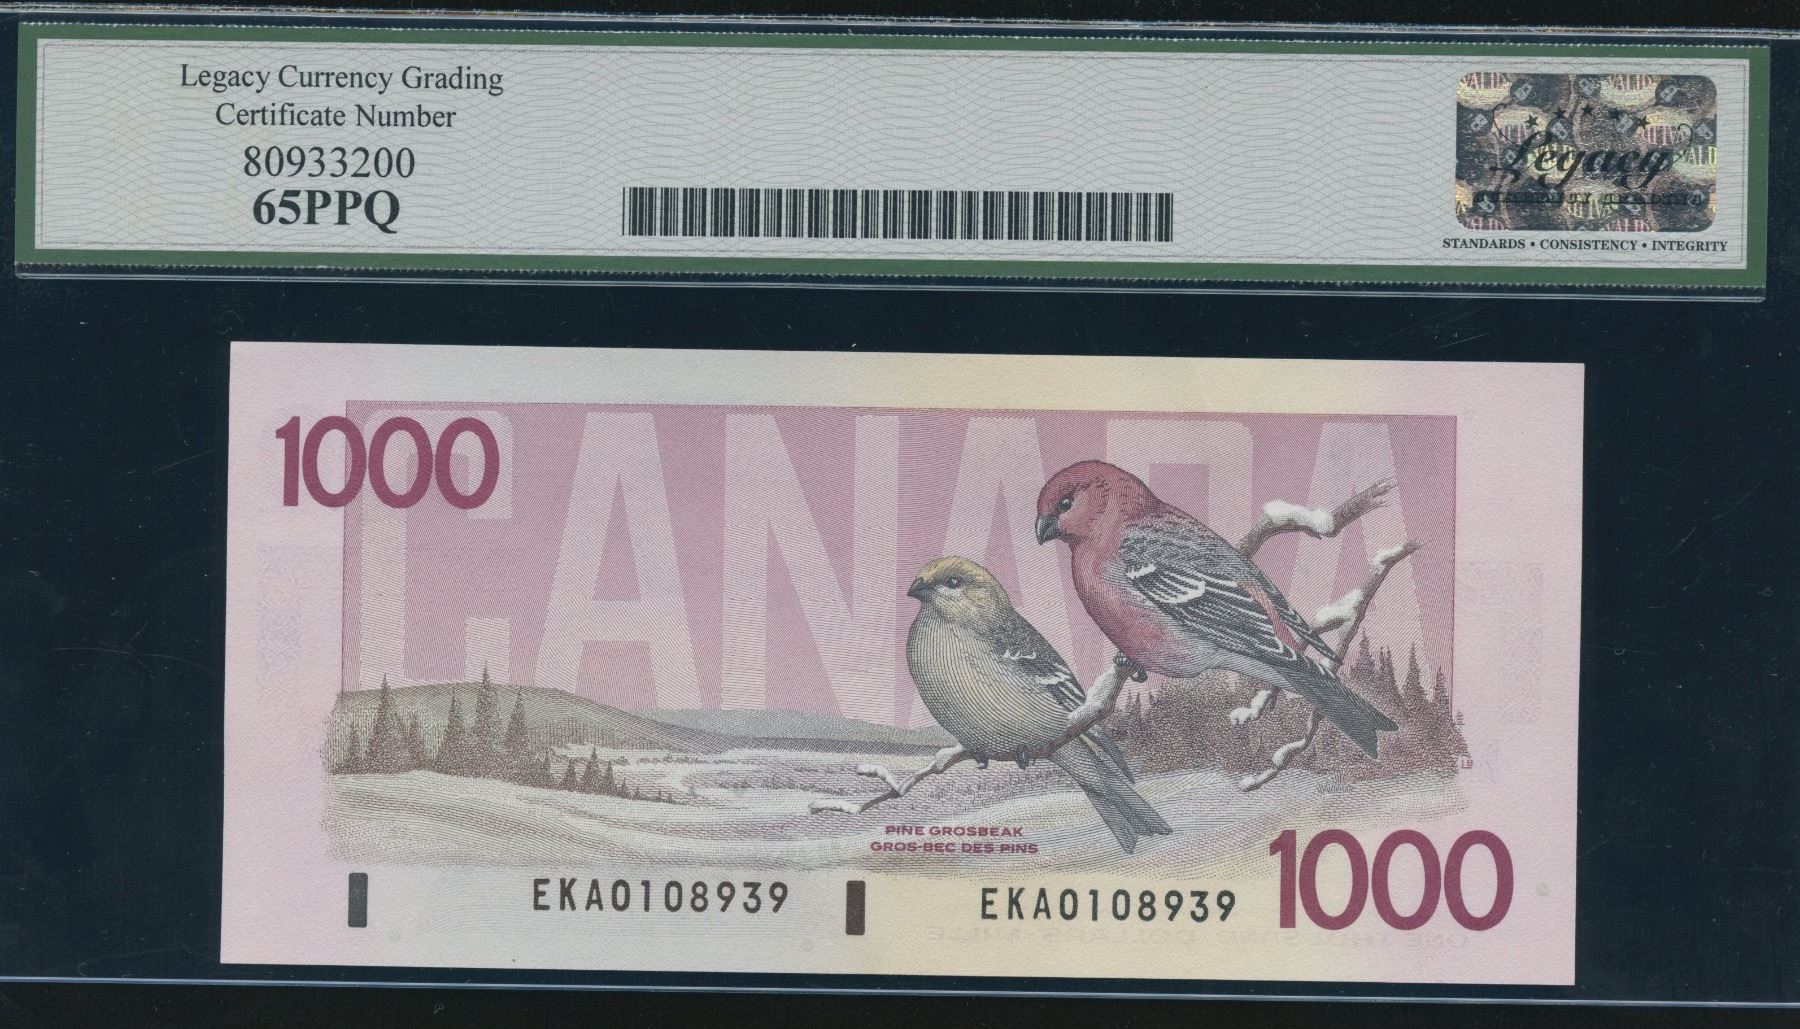 Legacy Currency Grading
Certificate Number
80933200
65PPQ
Legacy
STANDARDS • CONSISTENCY • INTEGRITY
1000
CANADA
PINE GROSBEAK
GROS-BEC DES PINS
EKA0108939
EKA0108939
1000